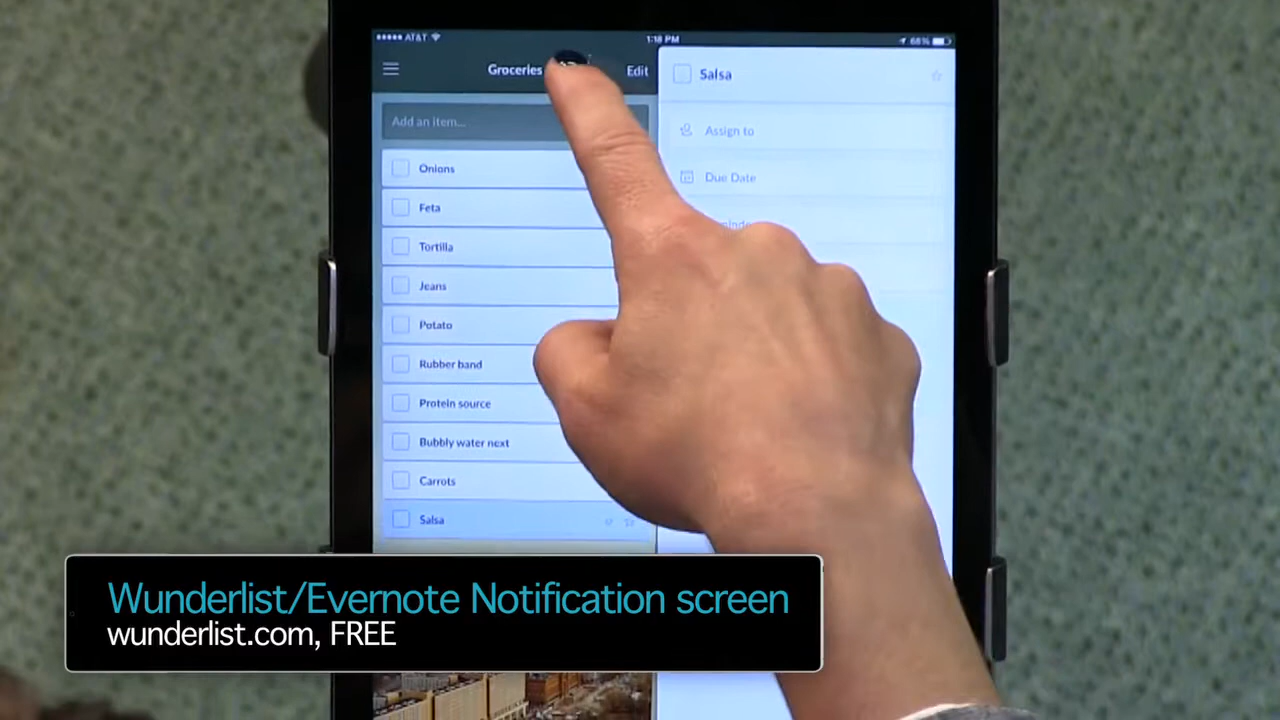 AT&T
1:18 PM
68%
Groceries
Edit
Add an item...
Onions
Feta
Tortilla
Jeans
Potato
Rubber band
Protein source
Bubbly water next
Carrots
Salsa
Salsa
Assign to
Due Date
Wunderlist/Evernote Notification screen
wunderlist.com, FREE